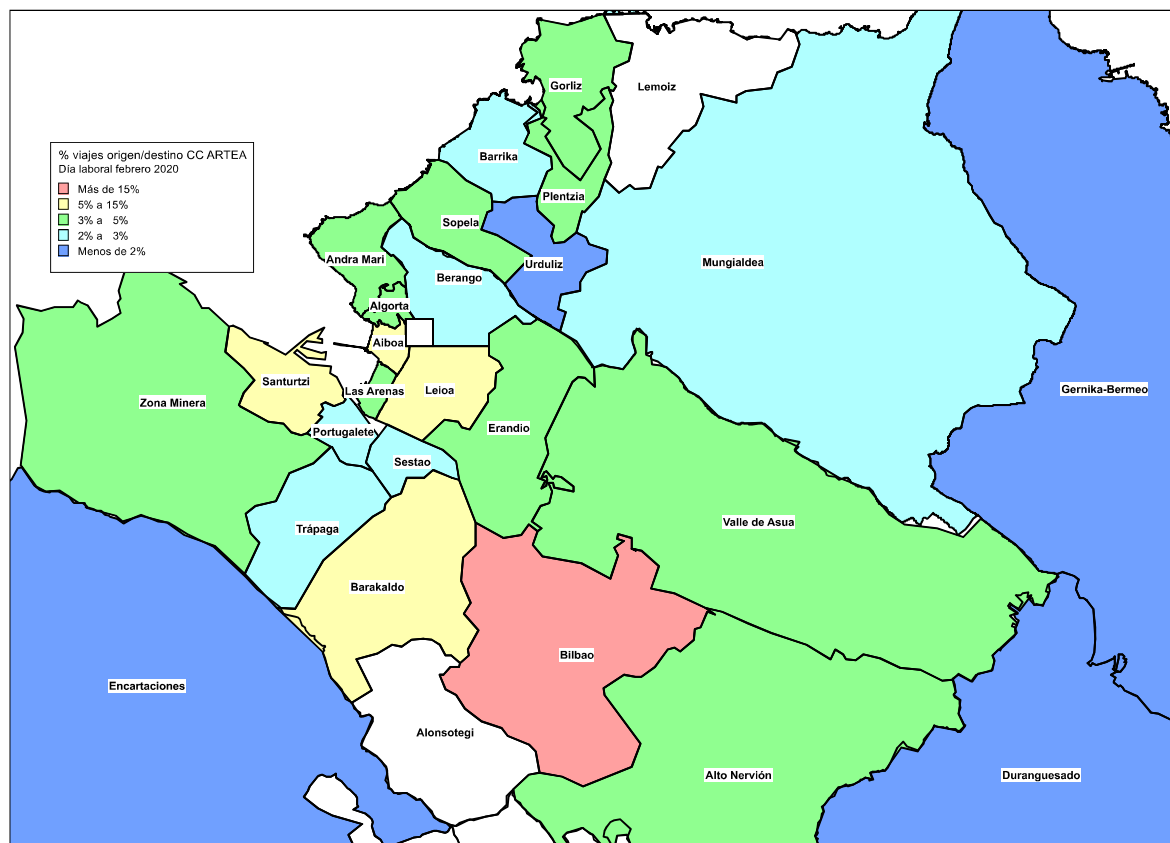 % viajes origen/destino CC ARTEA
Día laboral febrero 2020
Más de 15%
5% a 15%
3% a 5%
2% a 3%
Menos de 2%
Gorliz
Lemoiz
Barrika
Plentzia
Sopela
Andra Mari
Urduliz
Mungialdea
Berango
Algorta
Aiboa
Santurtzi
Las Arenas
Leioa
Gernika-Bermeo
Zona Minera
Portugalete
Erandio
Sestao
Trápaga
Valle de Asua
Barakaldo
Bilbao
Encartaciones
Alonsotegi
Alto Nervión
Duranguesado